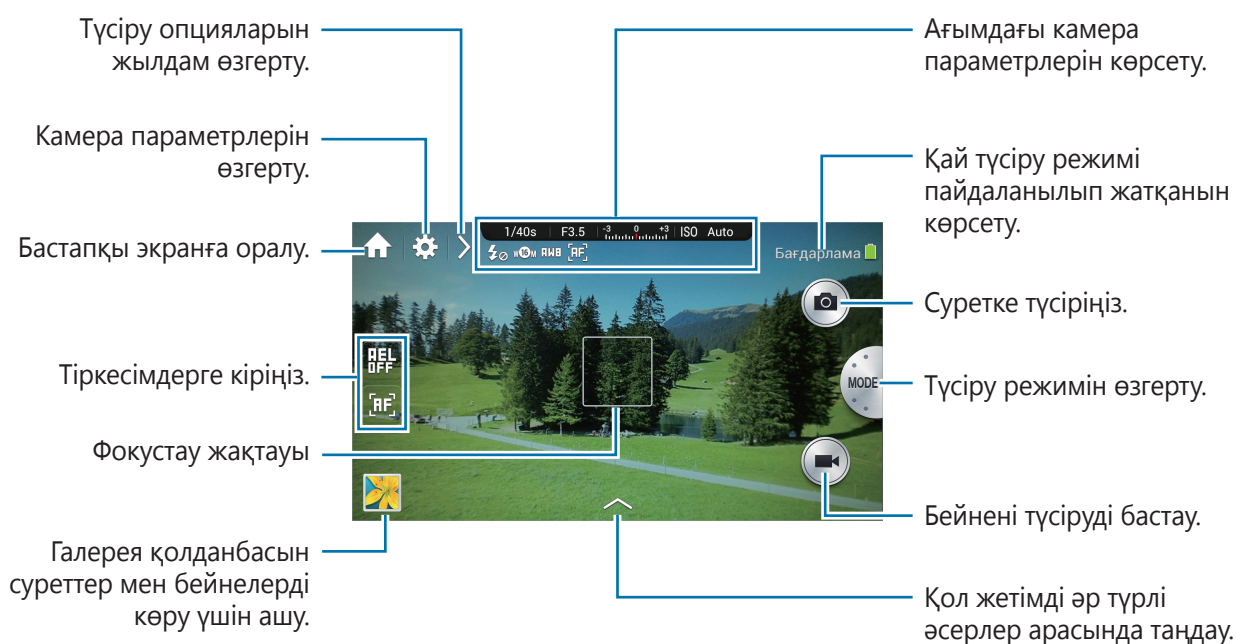 Түсіру опцияларын
жылдам өзгерту.
Камера параметрлерін
өзгерту.
Бастапқы экранға оралу.
Тіркесімдерге кіріңіз.
Фокустау жақтауы
Галерея қолданбасын
суреттер мен бейнелерді
көру үшін ашу.
1/40s F3.5 -3 0 +3 ISO Auto
W16M AWB [AF]
Бағдарлама
AEL
OFF
[AF]
MODE
Ағымдағы камера
параметрлерін көрсету.
Қай түсіру режимі
пайдаланылып жатқанын
көрсету.
Суретке түсіріңіз.
Түсіру режимін өзгерту.
Бейнені түсіруді бастау.
Қол жетімді әр түрлі
әсерлер арасында таңдау.